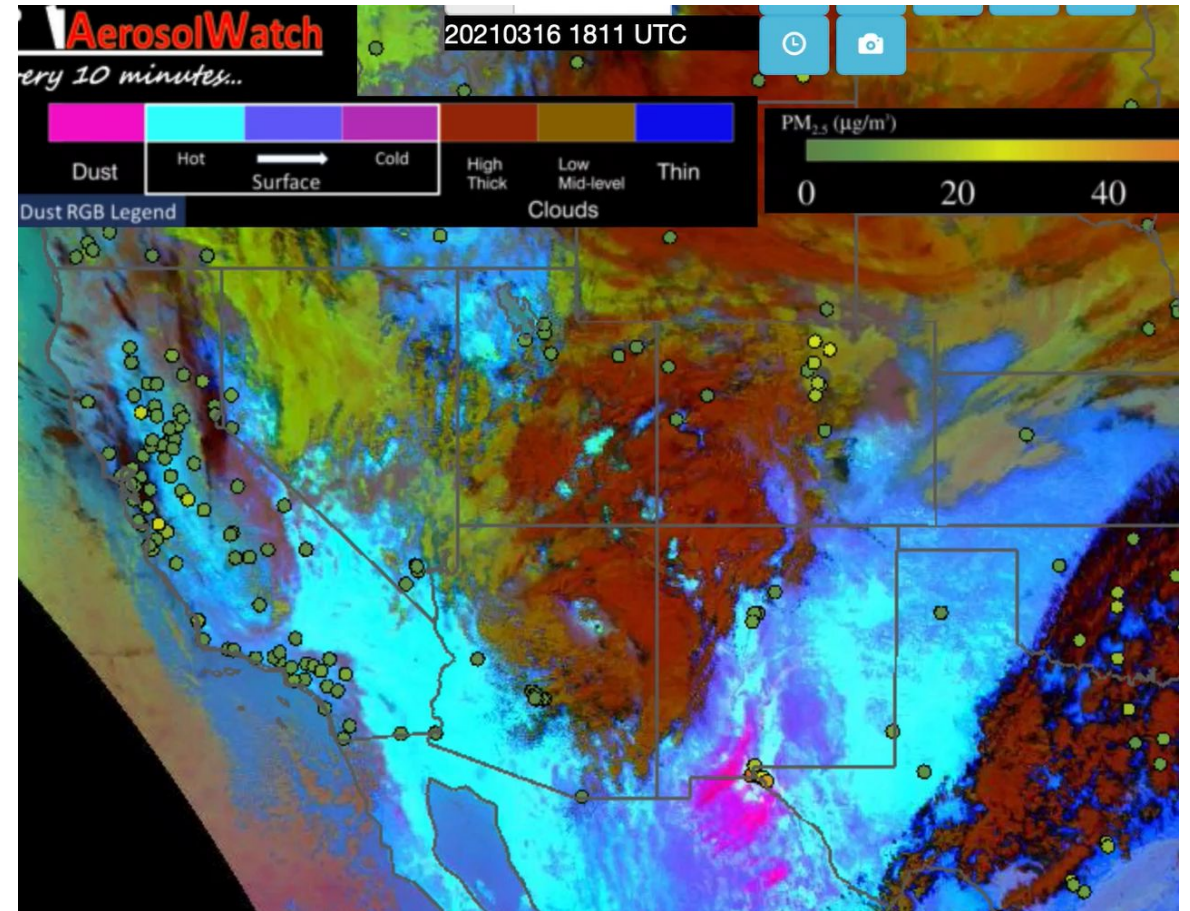 AerosolWatch
20210316 1811 UTC
ery 10 minutes...
PM2.5 (µg/m³)
0 20 40
Dust
Hot
Cold
Surface
High
Thick
Low
Mid-level
Thin
Clouds
Dust RGB Legend